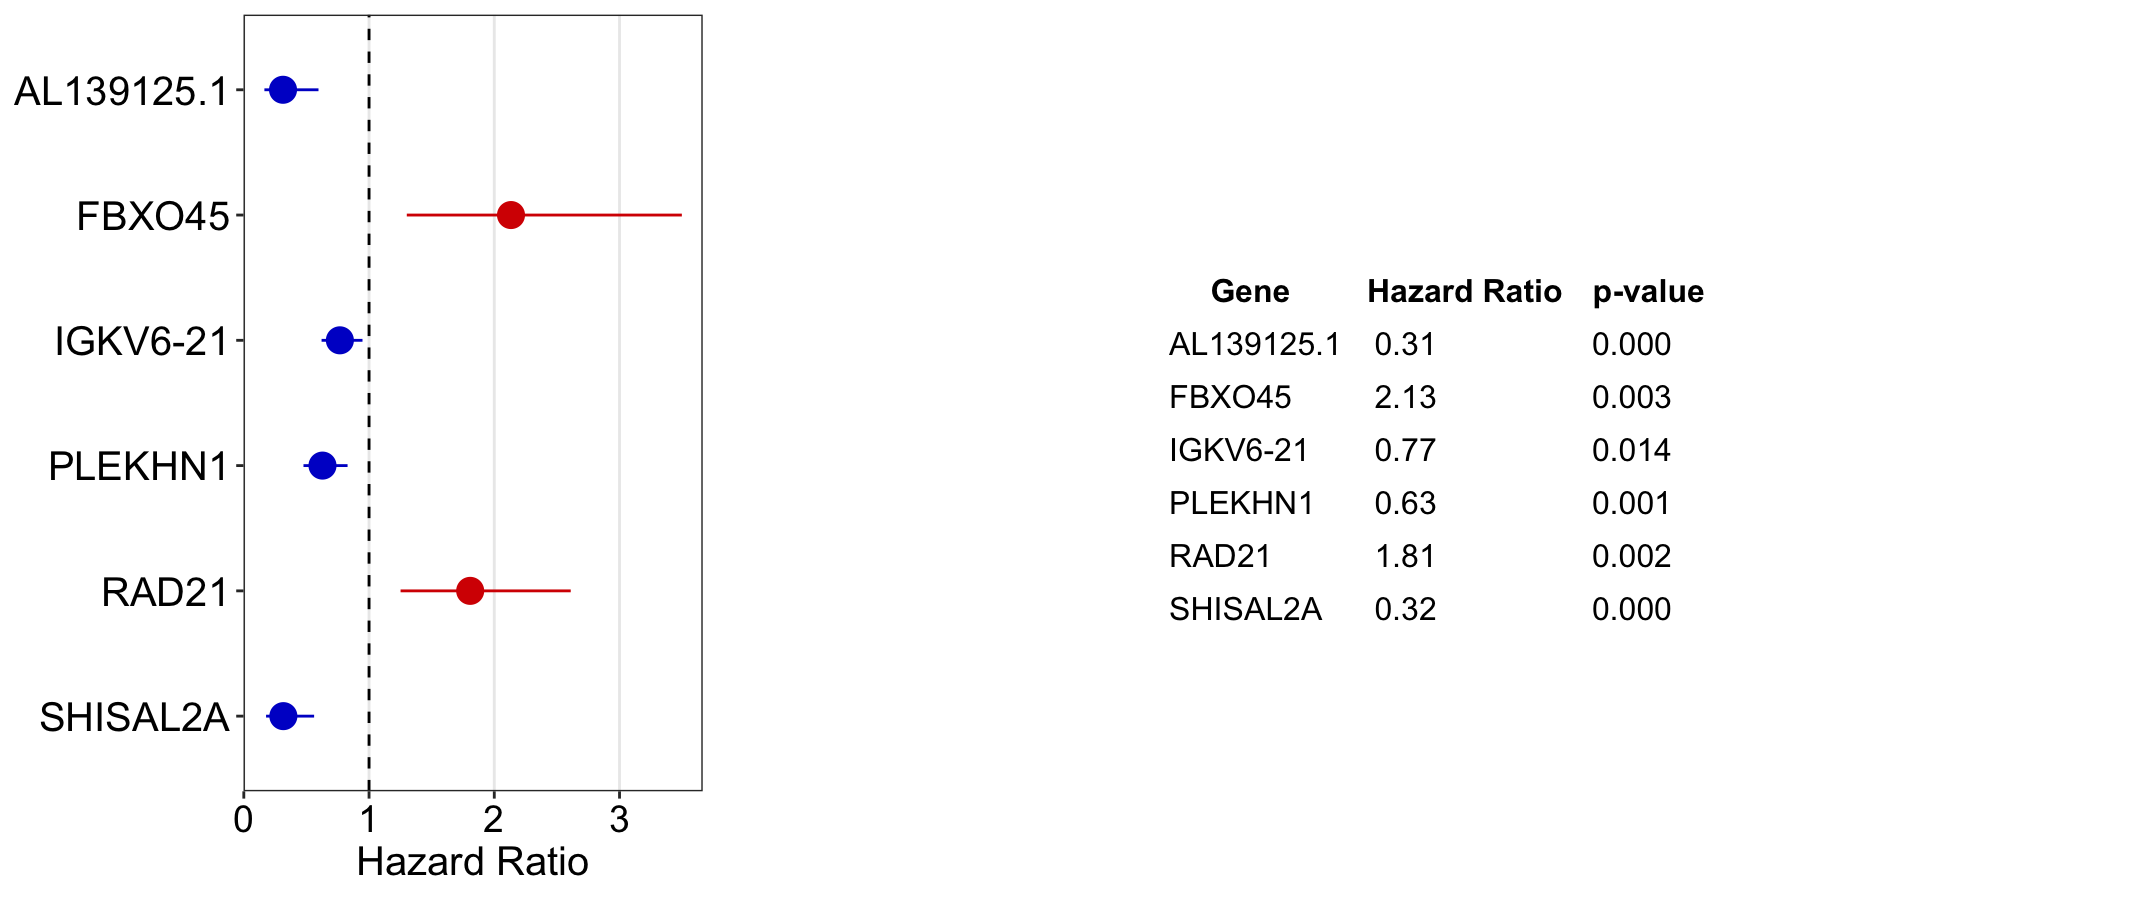 AL139125.1
FBXO45
IGKV6-21
PLEKHN1
RAD21
SHISAL2A
0 1 2 3
Hazard Ratio
Gene Hazard Ratio p-value
AL139125.1 0.31 0.000
FBXO45 2.13 0.003
IGKV6-21 0.77 0.014
PLEKHN1 0.63 0.001
RAD21 1.81 0.002
SHISAL2A 0.32 0.000